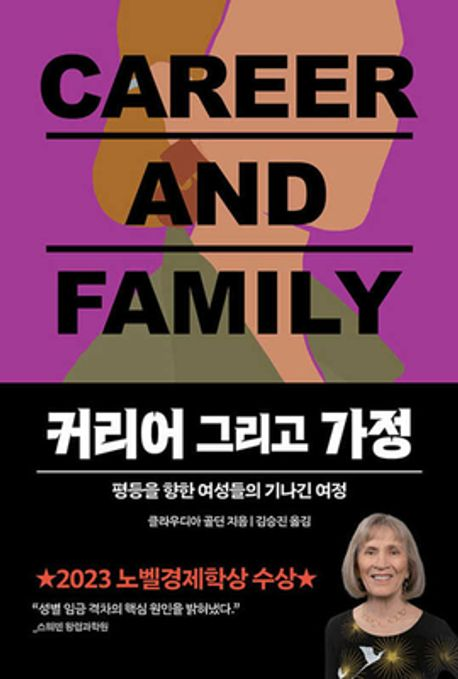 CAREER
AND
FAMILY
커리어 그리고 가정
평등을 향한 여성들의 기나긴 여정
클라우디아 골딘 지음 | 김승진 옮김
★2023 노벨경제학상 수상★
“성별 임금 격차의 핵심 원인을 밝혀냈다.”
_스웨덴 왕립과학원